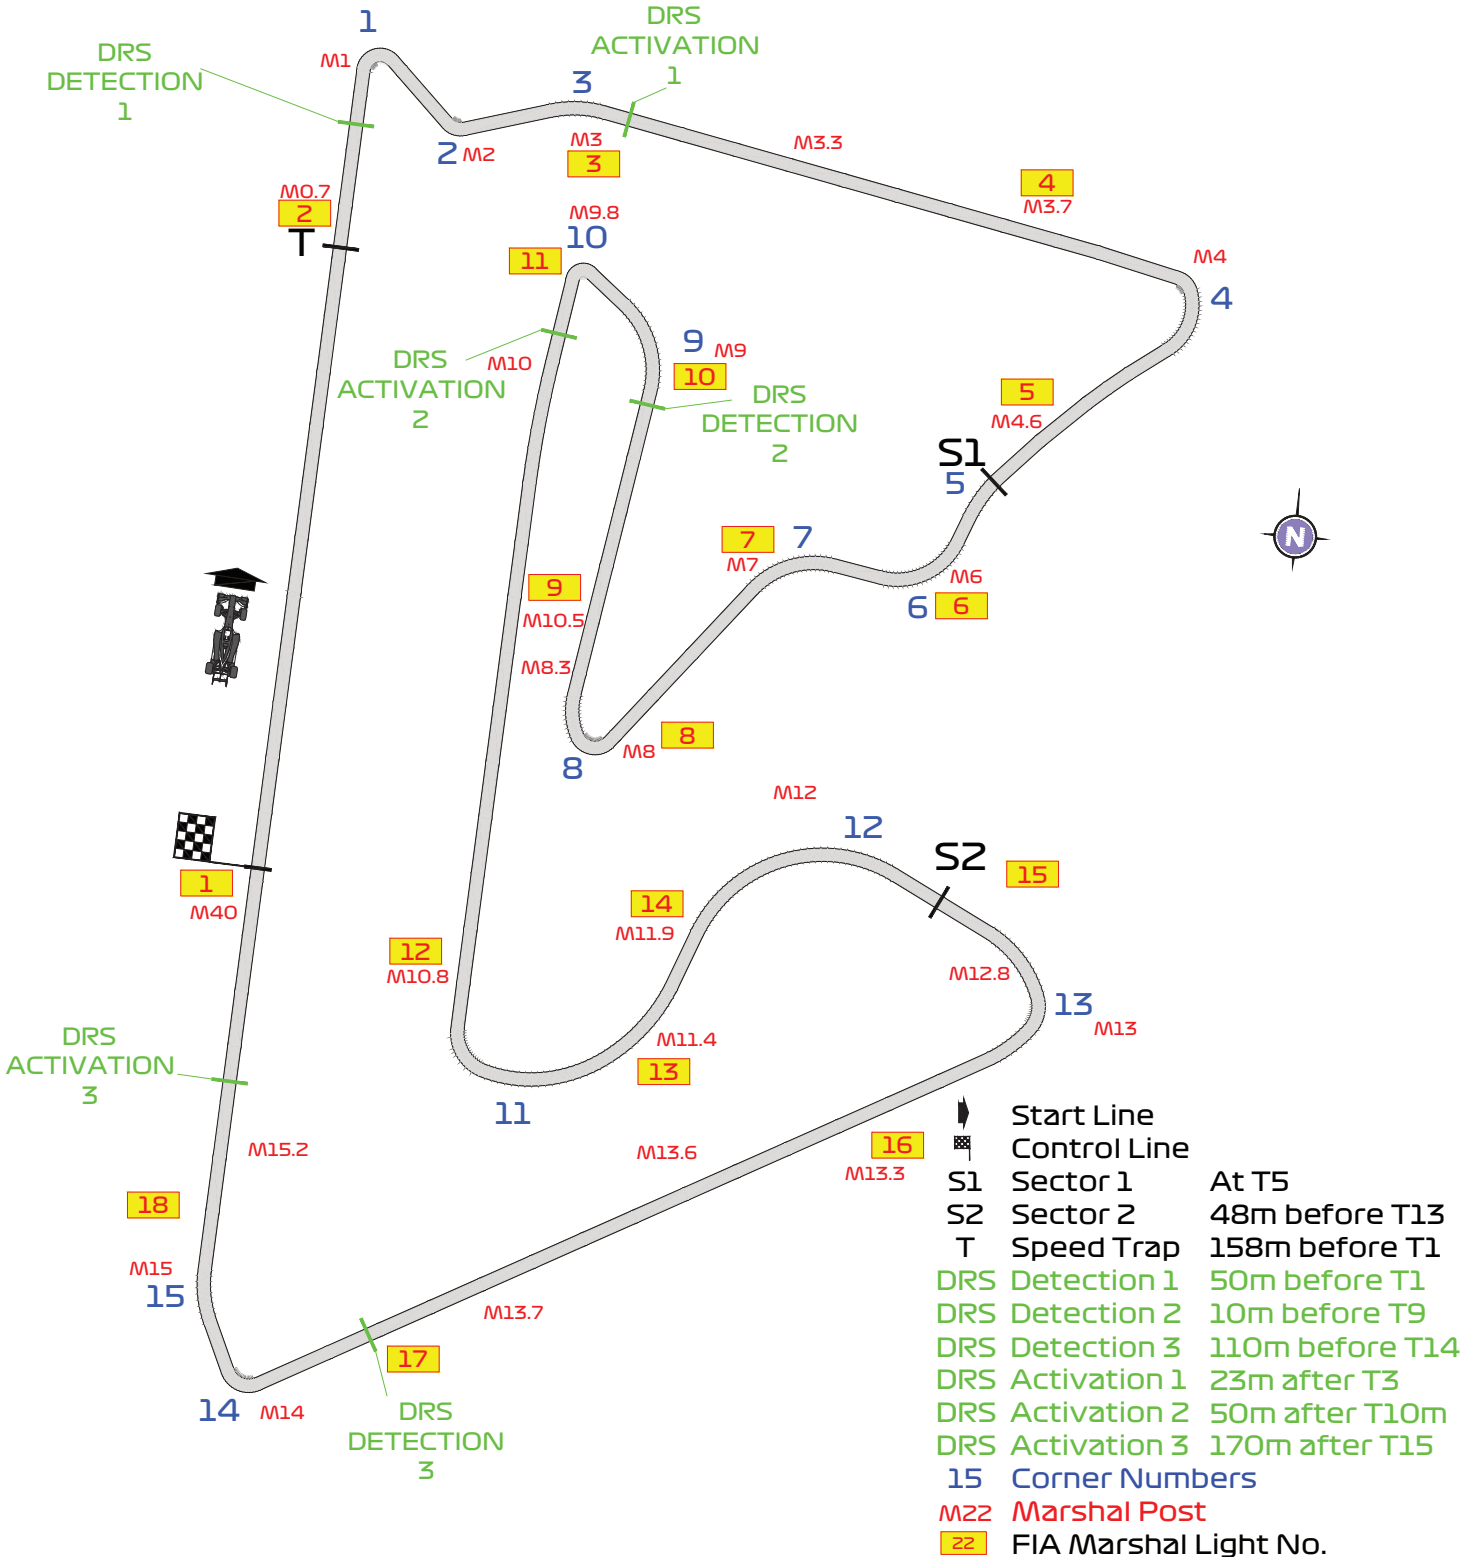 1
DRS
ACTIVATION
1
DRS
DETECTION
1
M1
3
M3
3
2
M2
M3.3
M0.7
2
T
4
M3.7
M9.8
10
11
M4
4
DRS
ACTIVATION
2
M10
9
M9
10
DRS
DETECTION
2
5
M4.6
S1
5
7
M7
7
N
9
M10.5
M6
6
6
M8.3
8
M8
8
M12
12
1
M40
S2
15
14
M11.9
12
M10.8
M12.8
13
M13
DRS
ACTIVATION
3
M11.4
13
11
M15.2
M13.6
16
M13.3
18
M15
15
M13.7
17
14
M14
DRS
DETECTION
3
Start Line
Control Line
S1 Sector 1 At T5
S2 Sector 2 48m before T13
T Speed Trap 158m before T1
DRS Detection 1 50m before T1
DRS Detection 2 10m before T9
DRS Detection 3 110m before T14
DRS Activation 1 23m after T3
DRS Activation 2 50m after T10m
DRS Activation 3 170m after T15
15 Corner Numbers
M22 Marshal Post
22 FIA Marshal Light No.